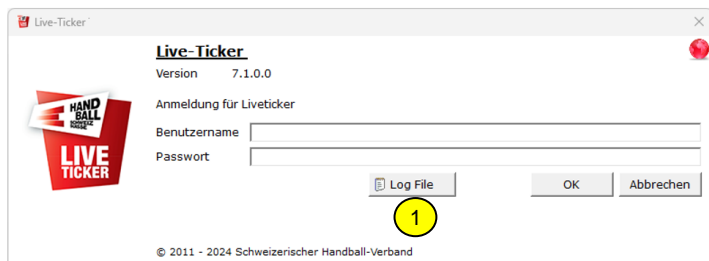 Live-Ticker
Live-Ticker
Version 7.1.0.0
Anmeldung für Liveticker
HAND
BALL
SCHWEIZ
SUISSE
LIVE
TICKER
Benutzername
Passwort
Log File OK Abbrechen
1
© 2011 - 2024 Schweizerischer Handball-Verband